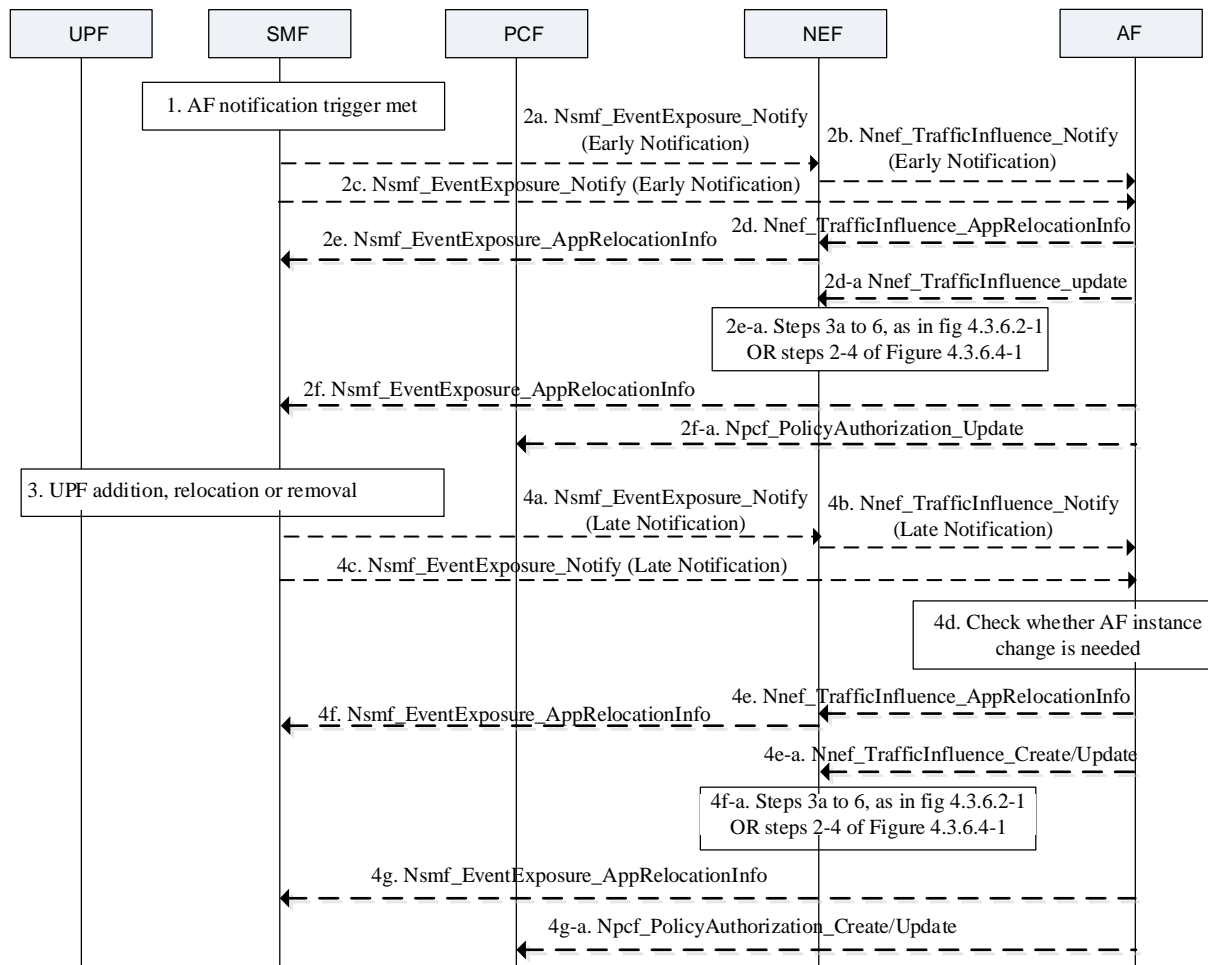 UPF
SMF
PCF
NEF
AF
1. AF notification trigger met
2a. Nsmf_EventExposure_Notify
(Early Notification)
2b. Nnef_TrafficInfluence_Notify
(Early Notification)
2c. Nsmf_EventExposure_Notify (Early Notification)
2d. Nnef_TrafficInfluence_AppRelocationInfo
2e. Nsmf_EventExposure_AppRelocationInfo
2d-a Nnef_TrafficInfluence_update
2e-a. Steps 3a to 6, as in fig 4.3.6.2-1
OR steps 2-4 of Figure 4.3.6.4-1
2f. Nsmf_EventExposure_AppRelocationInfo
2f-a. Npcf_PolicyAuthorization_Update
3. UPF addition, relocation or removal
4a. Nsmf_EventExposure_Notify
(Late Notification)
4b. Nnef_TrafficInfluence_Notify
(Late Notification)
4c. Nsmf_EventExposure_Notify (Late Notification)
4d. Check whether AF instance
change is needed
4e. Nnef_TrafficInfluence_AppRelocationInfo
4f. Nsmf_EventExposure_AppRelocationInfo
4e-a. Nnef_TrafficInfluence_Create/Update
4f-a. Steps 3a to 6, as in fig 4.3.6.2-1
OR steps 2-4 of Figure 4.3.6.4-1
4g. Nsmf_EventExposure_AppRelocationInfo
4g-a. Npcf_PolicyAuthorization_Create/Update